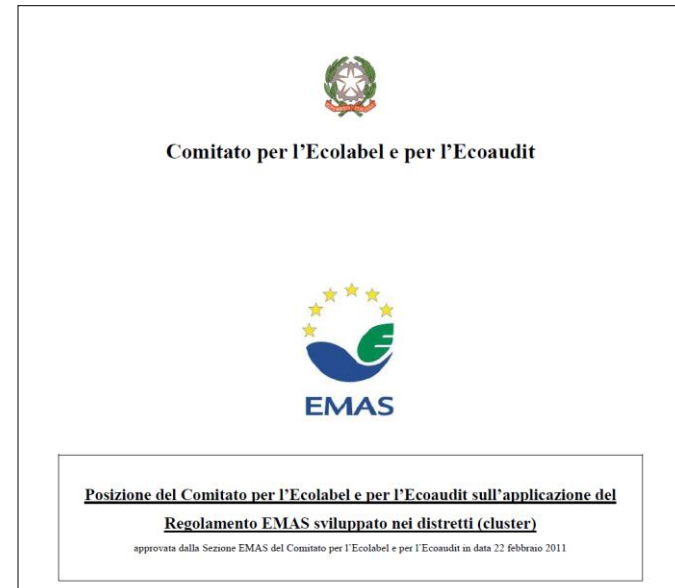 Comitato per l'Ecolabel e per l'Ecoaudit
EMAS
Posizione del Comitato per l'Ecolabel e per l'Ecoaudit sull'applicazione del
Regolamento EMAS sviluppato nei distretti (cluster)
approvata dalla Sezione EMAS del Comitato per l'Ecolabel e per l'Ecoaudit in data 22 febbraio 2011